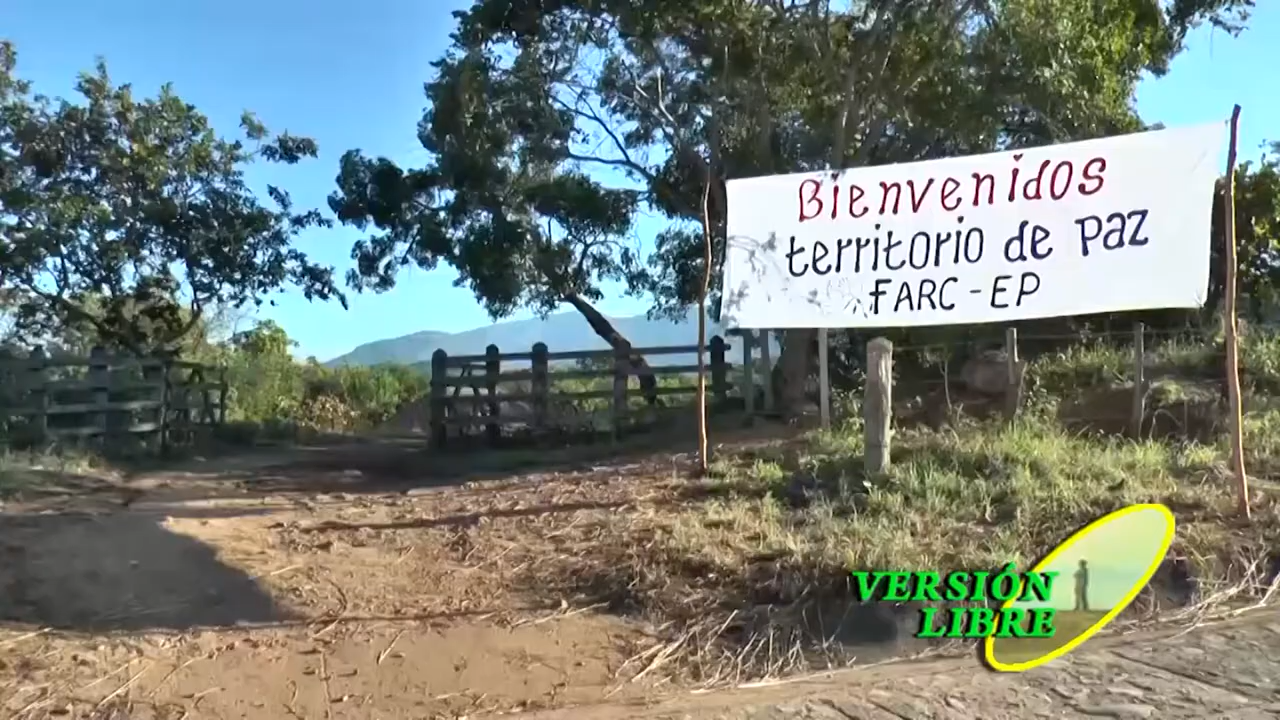 Bienvenidos
territorio de Paz
FARC-EP
VERSIÓN
LIBRE